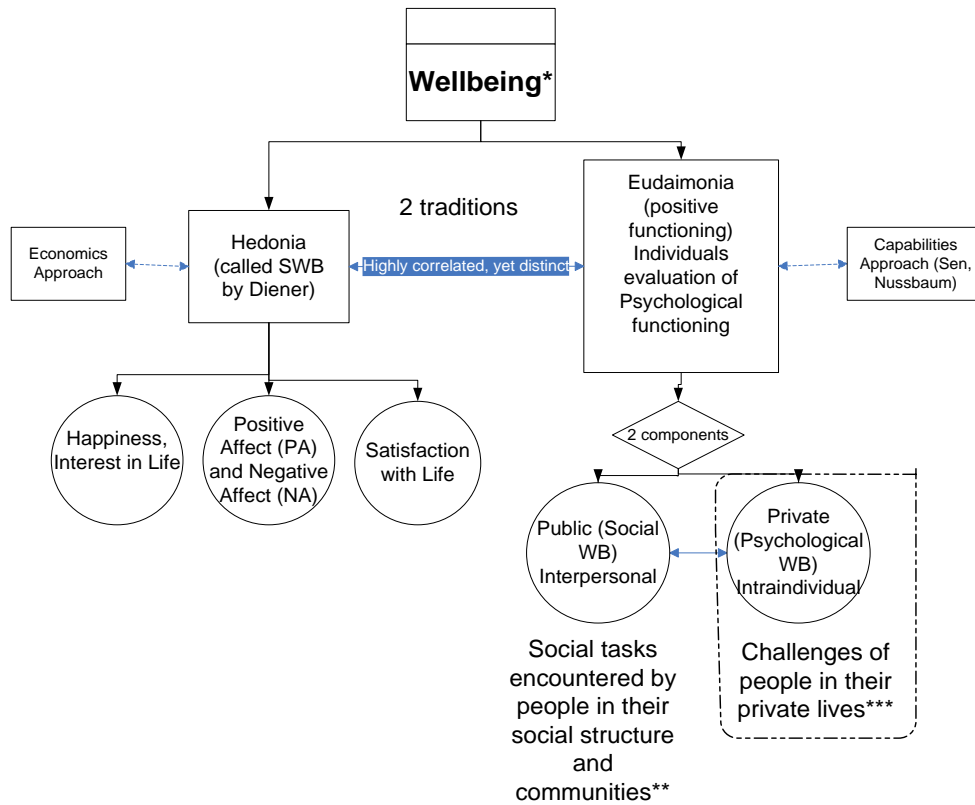 Wellbeing*
2 traditions
Economics
Approach
Hedonia
(called SWB
by Diener)
Highly correlated, yet distinct
Eudaimonia
(positive
functioning)
Individuals
evaluation of
Psychological
functioning
Capabilities
Approach (Sen,
Nussbaum)
Happiness,
Interest in Life
Positive
Affect (PA)
and Negative
Affect (NA)
Satisfaction
with Life
2 components
Public (Social
WB)
Interpersonal
Private
(Psychological
WB)
Intraindividual
Social tasks
encountered by
people in their
social structure
and
communities**
Challenges of
people in their
private lives***